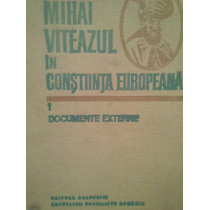 MIHAI
VITEAZUL
ÎN
CONȘTIINȚA EUROPEANĂ
1
DOCUMENTE EXTERNE
EDITURA ACADEMIEI
REPUBLICII SOCIALISTE ROMÂNIA